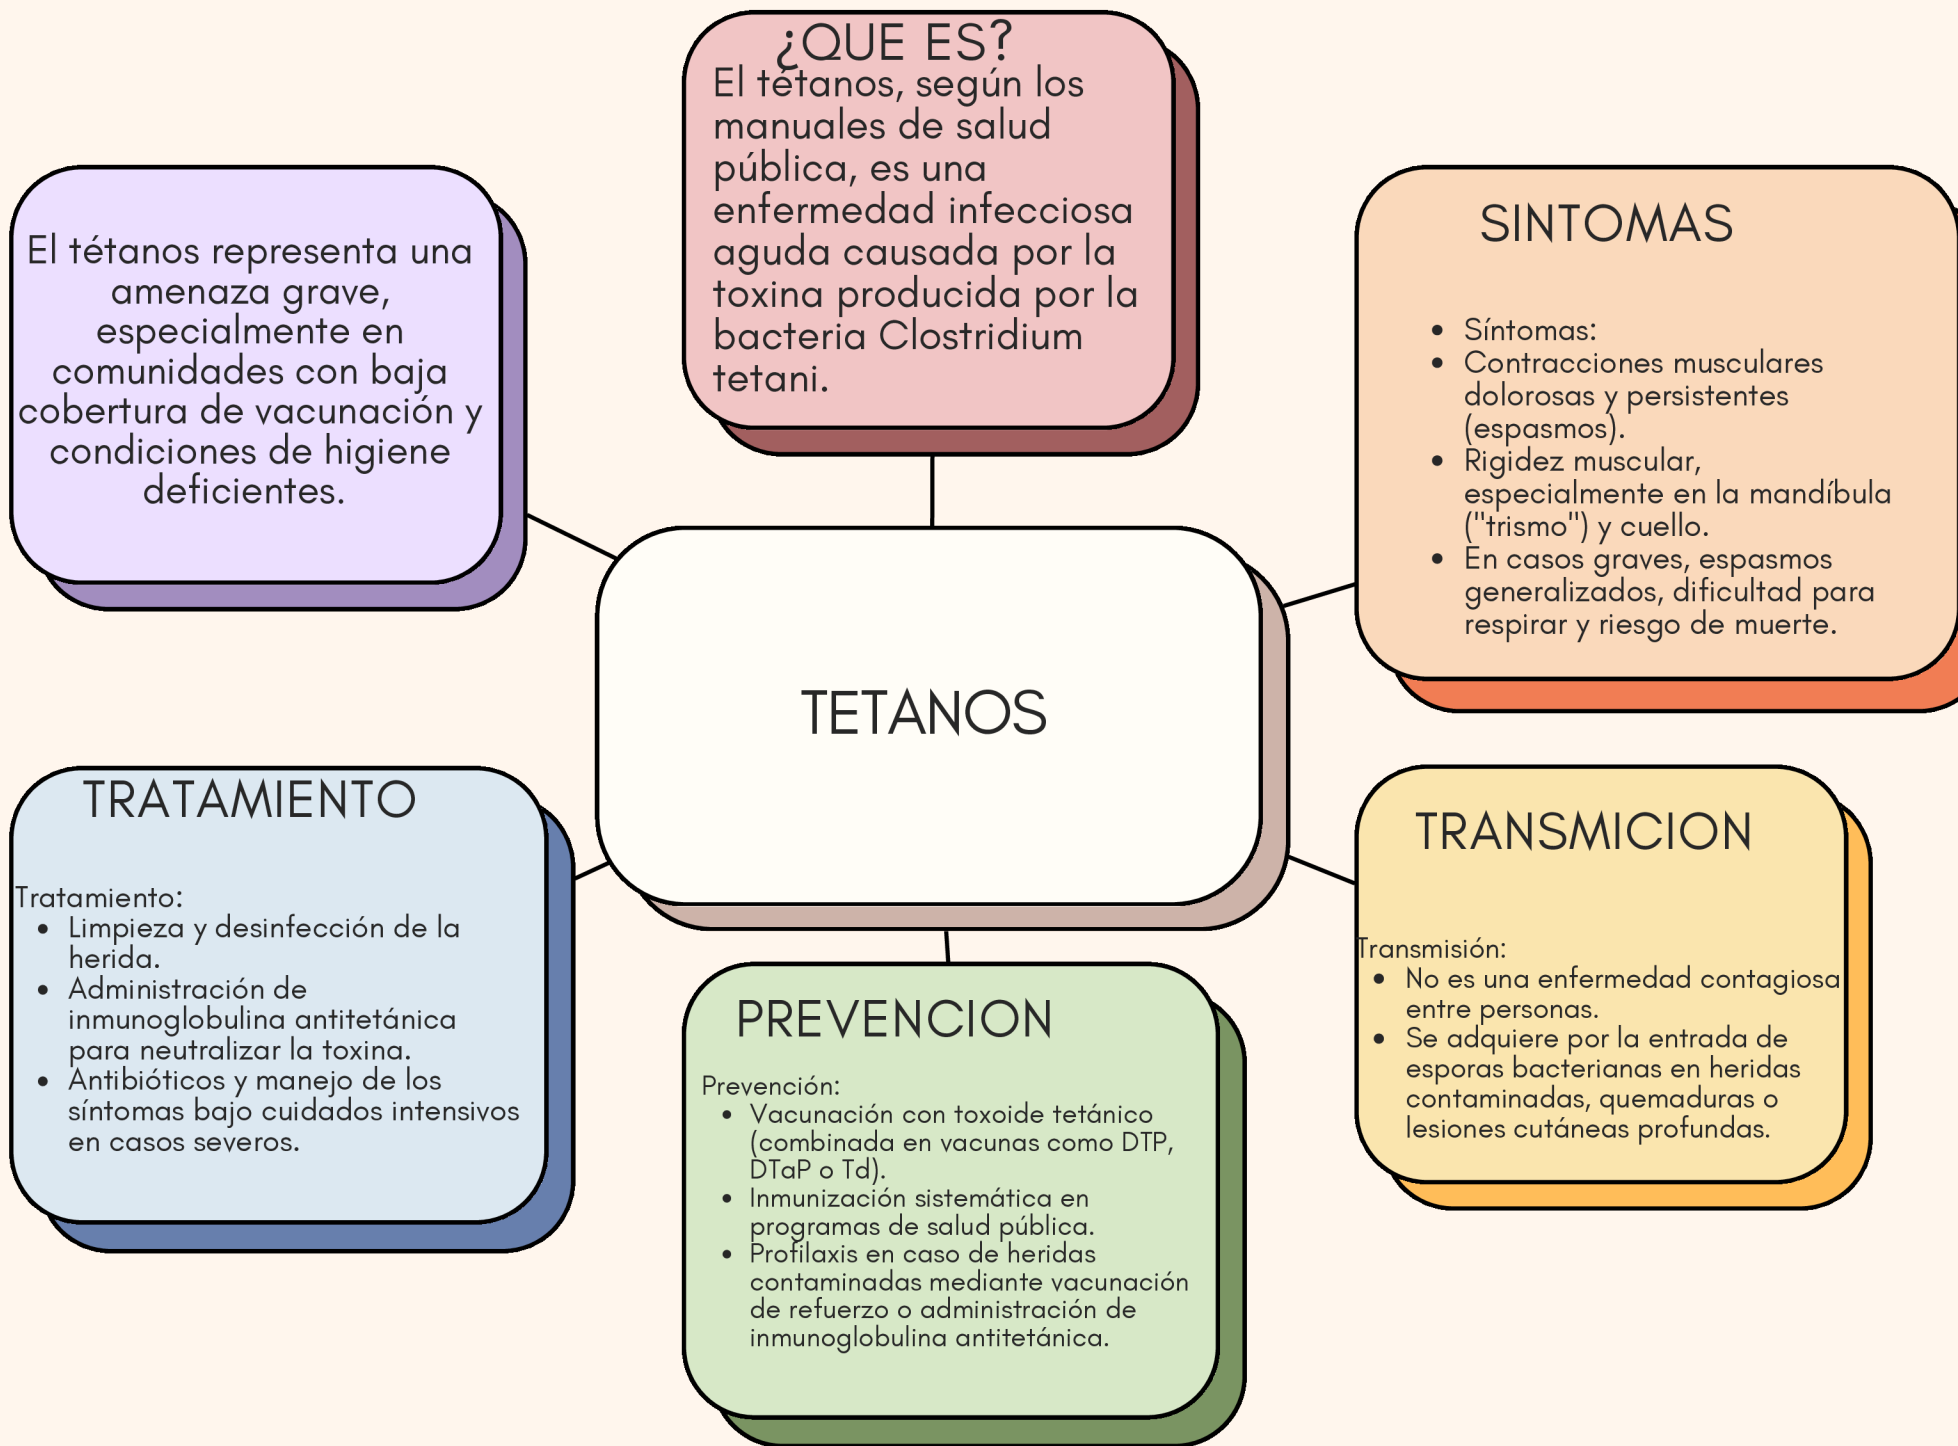 ¿QUE ES?
El tétanos, según los
manuales de salud
pública, es una
enfermedad infecciosa
aguda causada por la
toxina producida por la
bacteria Clostridium
tetani.
El tétanos representa una
amenaza grave,
especialmente en
comunidades con baja
cobertura de vacunación y
condiciones de higiene
deficientes.
SINTOMAS
• Síntomas:
• Contracciones musculares
dolorosas y persistentes
(espasmos).
• Rigidez muscular,
especialmente en la mandíbula
("trismo") y cuello.
• En casos graves, espasmos
generalizados, dificultad para
respirar y riesgo de muerte.
TETANOS
TRATAMIENTO
Tratamiento:
• Limpieza y desinfección de la
herida.
• Administración de
inmunoglobulina antitetánica
para neutralizar la toxina.
• Antibióticos y manejo de los
síntomas bajo cuidados intensivos
en casos severos.
TRANSMICION
Transmisión:
• No es una enfermedad contagiosa
entre personas.
• Se adquiere por la entrada de
esporas bacterianas en heridas
contaminadas, quemaduras o
lesiones cutáneas profundas.
PREVENCION
Prevención:
• Vacunación con toxoide tetánico
(combinada en vacunas como DTP,
DTaP o Td).
• Inmunización sistemática en
programas de salud pública.
• Profilaxis en caso de heridas
contaminadas mediante vacunación
de refuerzo o administración de
inmunoglobulina antitetánica.